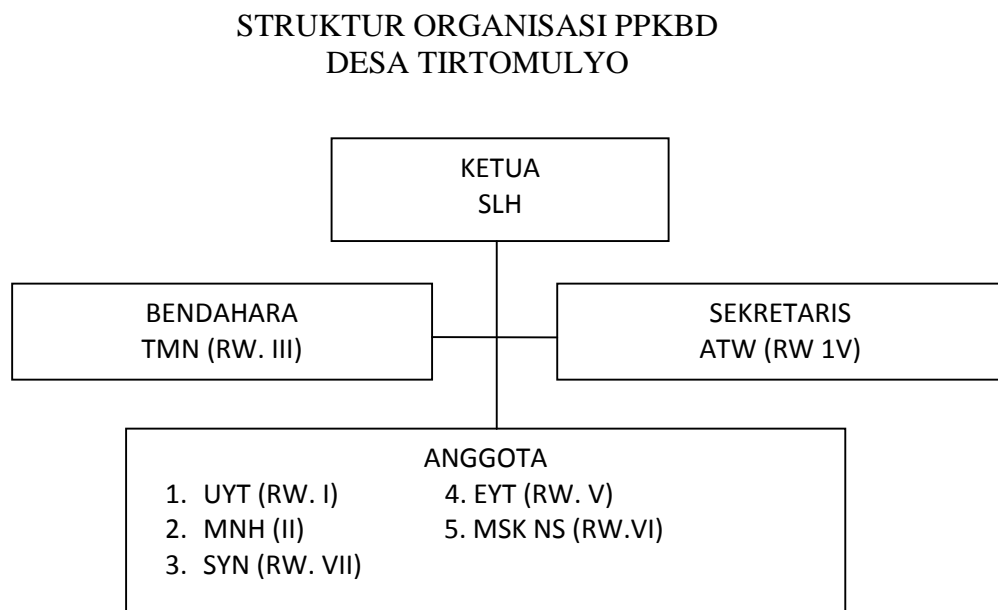 STRUKTUR ORGANISASI PPKBD
DESA TIRTOMULYO
KETUA
SLH
BENDAHARA
TMN (RW. III)
SEKRETARIS
ATW (RW 1V)
ANGGOTA
1. UYT (RW. I)
2. MNH (II)
3. SYN (RW. VII)
4. EYT (RW. V)
5. MSK NS (RW.VI)